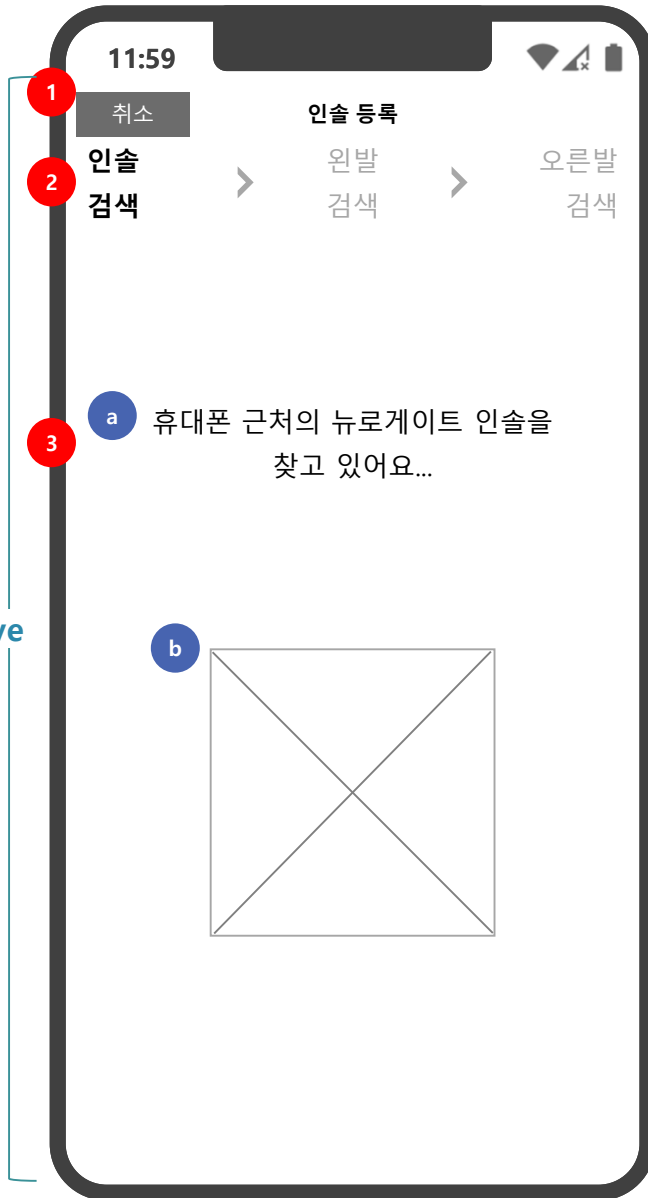 11:59
1
취소
인솔 등록
2
인솔
검색
왼발
검색
오른발
검색
a
3
휴대폰 근처의 뉴로게이트 인솔을
찾고 있어요...
b